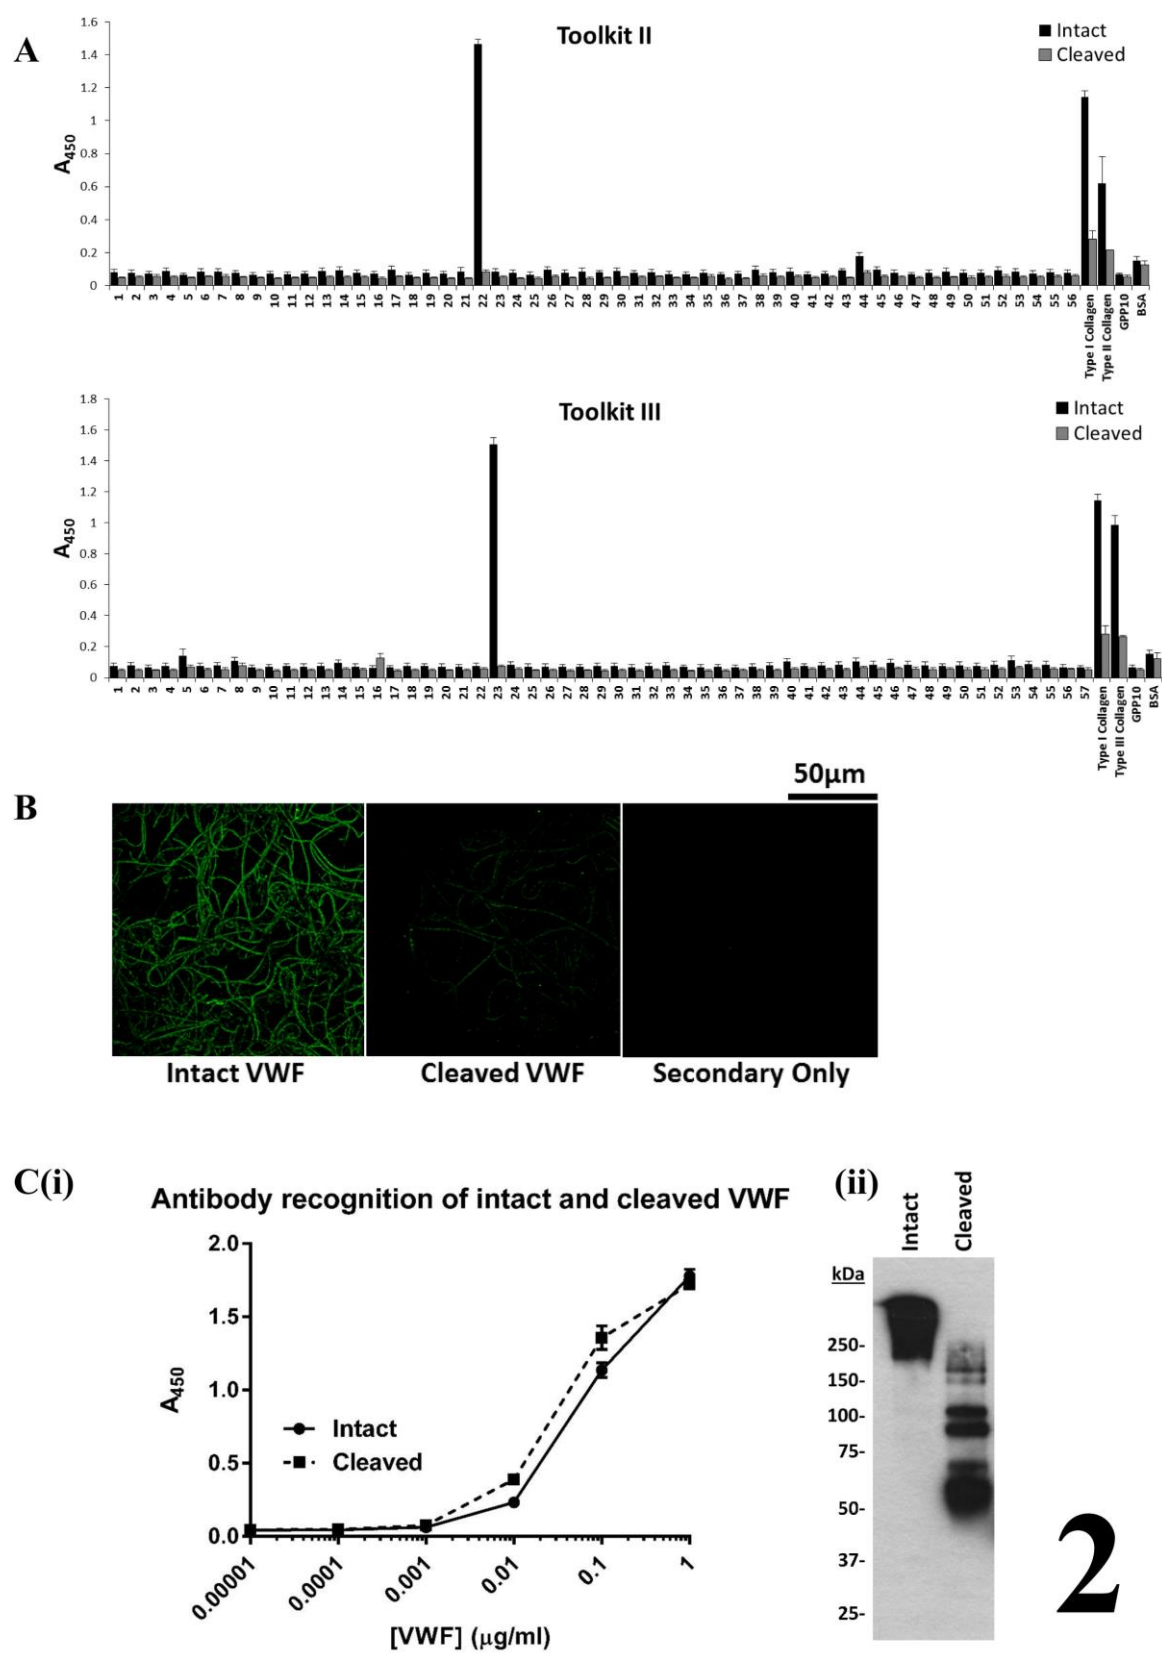 A
Toolkit II
Intact
Cleaved
A450
1.6
1.4
1.2
1
0.8
0.6
0.4
0.2
0
1 2 3 4 5 6 7 8 9 10 11 12 13 14 15 16 17 18 19 20 21 22 23 24 25 26 27 28 29 30 31 32 33 34 35 36 37 38 39 40 41 42 43 44 45 46 47 48 49 50 51 52 53 54 55 56 Type I Collagen Type II Collagen GPP10 BSA
Toolkit III
Intact
Cleaved
A450
1.8
1.6
1.4
1.2
1
0.8
0.6
0.4
0.2
0
1 2 3 4 5 6 7 8 9 10 11 12 13 14 15 16 17 18 19 20 21 22 23 24 25 26 27 28 29 30 31 32 33 34 35 36 37 38 39 40 41 42 43 44 45 46 47 48 49 50 51 52 53 54 55 56 57 Type I Collagen Type III Collagen GPP10 BSA
50μm
B
Intact VWF Cleaved VWF Secondary Only
C(i)
Antibody recognition of intact and cleaved VWF
A450
2.0
1.5
1.0
0.5
0.0
Intact
Cleaved
0.00001 0.0001 0.001 0.01 0.1 1
[VWF] (μg/ml)
(ii)
Intact Cleaved
kDa
250-
150-
100-
75-
50-
37-
25-
2